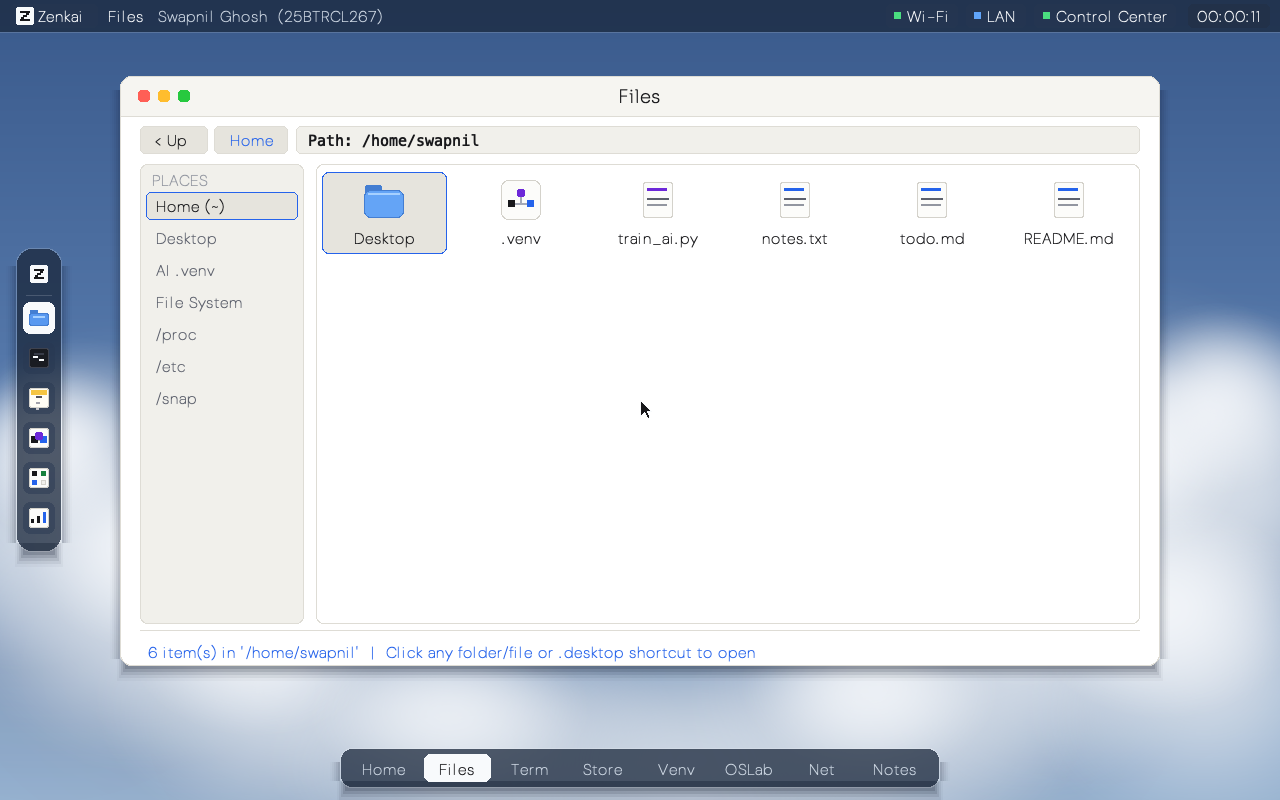 Zenkai Files Swapnil Ghosh (25BTRCL267) Wi-Fi LAN Control Center 00:00:11
Files
< Up Home Path: /home/swapnil
PLACES
Home (~)
Desktop
AI .venv
File System
/proc
/etc
/snap
Desktop .venv train_ai.py notes.txt todo.md README.md
6 item(s) in '/home/swapnil' | Click any folder/file or .desktop shortcut to open
Home Files Term Store Venv OSLab Net Notes